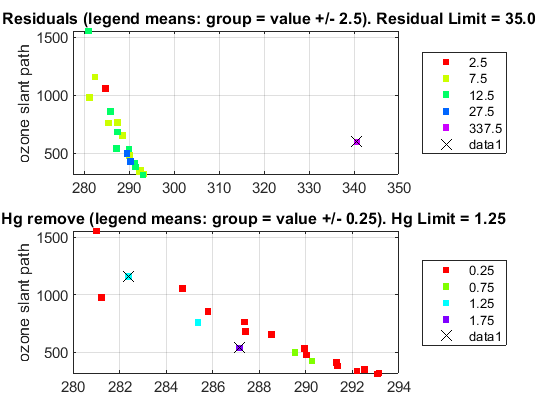 Residuals (legend means: group = value +/- 2.5). Residual Limit = 35.0
1500
1000
500
ozone slant path
280 290 300 310 320 330 340 350
2.5
7.5
12.5
27.5
337.5
data1
Hg remove (legend means: group = value +/- 0.25). Hg Limit = 1.25
1500
1000
500
ozone slant path
280 282 284 286 288 290 292 294
0.25
0.75
1.25
1.75
data1